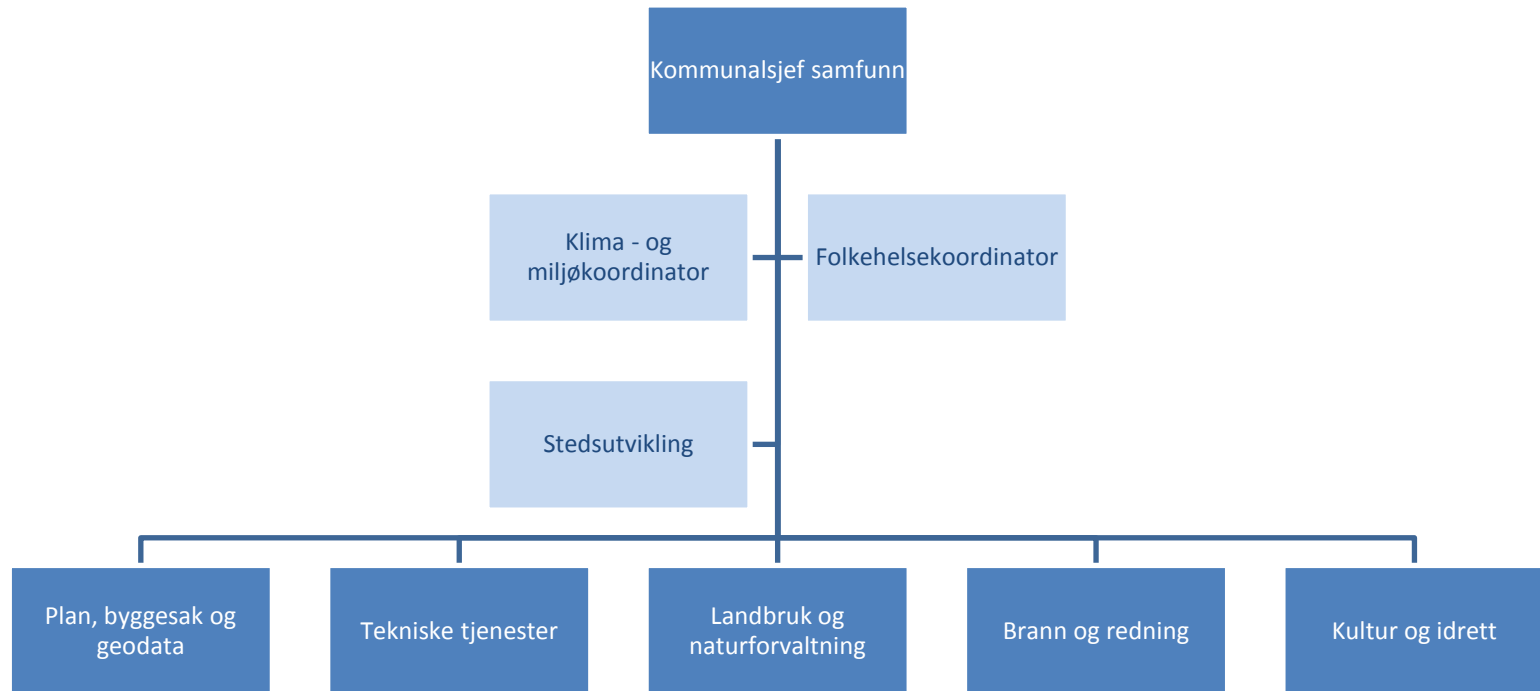 Kommunalsjef samfunn
Klima - og
miljøkoordinator
Folkehelsekoordinator
Stedsutvikling
Plan, byggesak og
geodata
Tekniske tjenester
Landbruk og
naturforvaltning
Brann og redning
Kultur og idrett